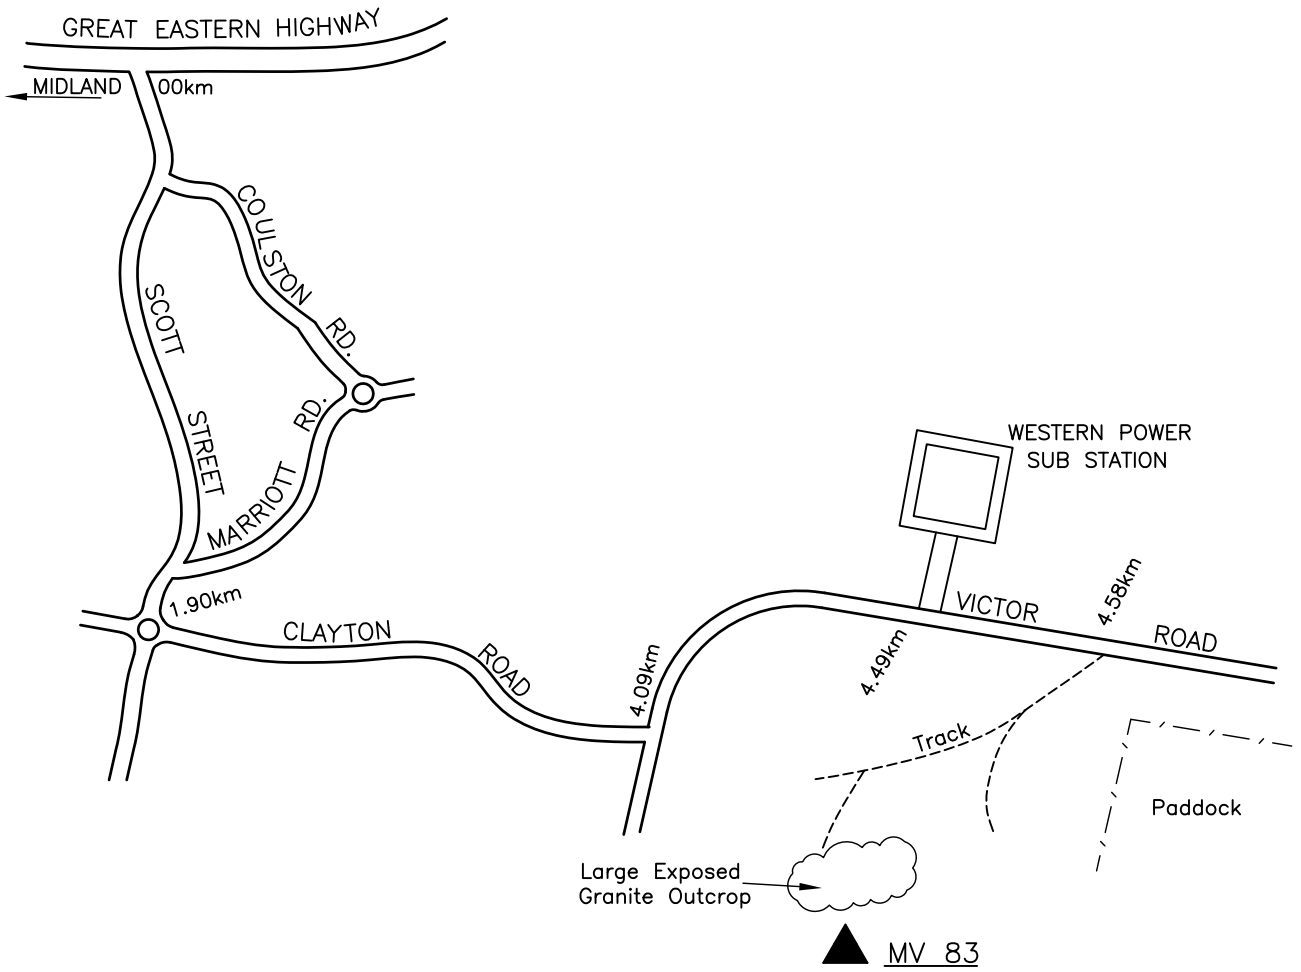 GREAT EASTERN HIGHWAY
MIDLAND
00km
COULSTON RD.
SCOTT STREET
MARRIOTT RD.
WESTERN POWER
SUB STATION
1.90km
CLAYTON ROAD
4.09km
4.49km
VICTOR ROAD
4.58km
Track
Paddock
Large Exposed
Granite Outcrop
MV 83